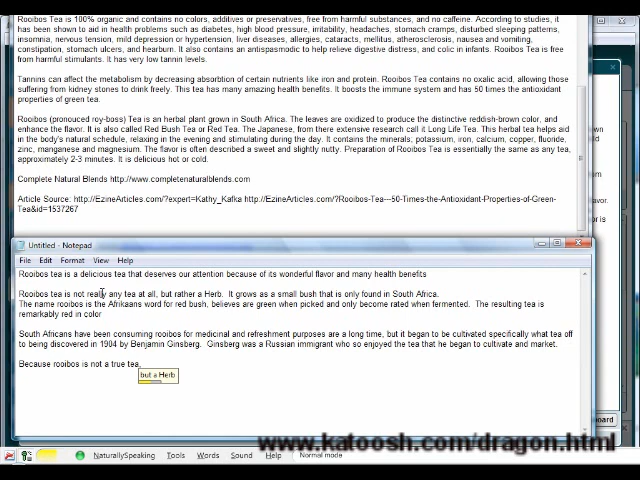 Rooibos Tea is 100% organic and contains no colors, additives or preservatives, free from harmful substances, and no caffeine. According to studies, it
has been shown to aid in health problems such as diabetes, high blood pressure, irritability, headaches, stomach cramps, disturbed sleeping patterns,
insomnia, nervous tension, mild depression or hypertension, liver diseases, allergies, cataracts, mellitus, atherosclerosis, nausea and vomiting,
constipation, stomach ulcers, and hearburn. It also contains an antispasmodic to help relieve digestive distress, and colic in infants. Rooibos Tea is free
from harmful stimulants. It has very low tannin levels.
Tannins can affect the metabolism by decreasing absorption of certain nutrients like iron and protein. Rooibos Tea contains no oxalic acid, allowing those
suffering from kidney stones to drink freely. This tea has many amazing health benefits. It boosts the immune system and has 50 times the antioxidant
properties of green tea.
Rooibos (pronouced roy-boss) Tea is an herbal plant grown in South Africa. The leaves are oxidized to produce the distinctive reddish-brown color, and
enhance the flavor. It is also called Red Bush Tea or Red Tea. The Japanese, from there extensive research call it Long Life Tea. This herbal tea helps aid
in the body's natural schedule, relaxing in the evening and stimulating during the day. It contains the minerals; potassium, iron, calcium, copper, fluoride,
zinc, manganese and magnesium. The flavor is often described a sweet and slightly nutty. Preparation of Rooibos Tea is essentially the same as any tea,
approximately 2-3 minutes. It is delicious hot or cold.
Complete Natural Blends http://www.completenaturalblends.com
Article Source: http://EzineArticles.com/?expert=Kathy_Kafka http://EzineArticles.com/?Rooibos-Tea---50-Times-the-Antioxidant-Properties-of-Green-
Tea&id=1537267
Untitled - Notepad
File Edit Format View Help
Rooibos tea is a delicious tea that deserves our attention because of its wonderful flavor and many health benefits
Rooibos tea is not really any tea at all, but rather a Herb. It grows as a small bush that is only found in South Africa.
The name rooibos is the Afrikaans word for red bush, believes are green when picked and only become rated when fermented. The resulting tea is
remarkably red in color
South Africans have been consuming rooibos for medicinal and refreshment purposes are a long time, but it began to be cultivated specifically what tea off
to being discovered in 1904 by Benjamin Ginsberg. Ginsberg was a Russian immigrant who so enjoyed the tea that he began to cultivate and market.
Because rooibos is not a true tea,
but a Herb
www.katoosh.com/dragon.html
NaturallySpeaking Tools Words Sound Help Normal mode